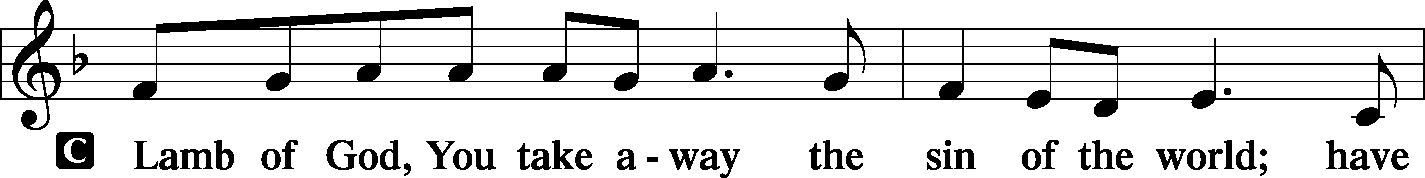 C Lamb of God, You take a - way the sin of the world; have